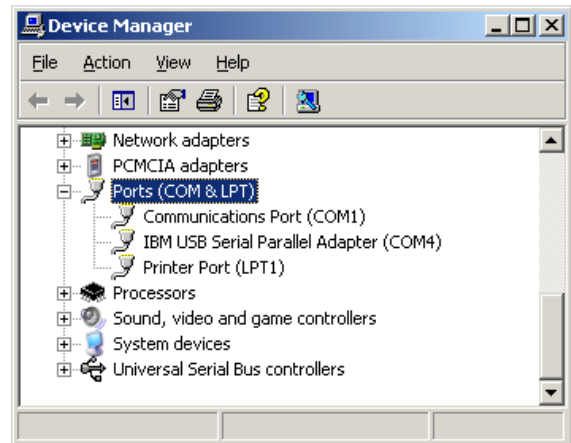 Device Manager
File Action View Help
Network adapters
PCMCIA adapters
Ports (COM & LPT)
Communications Port (COM1)
IBM USB Serial Parallel Adapter (COM4)
Printer Port (LPT1)
Processors
Sound, video and game controllers
System devices
Universal Serial Bus controllers